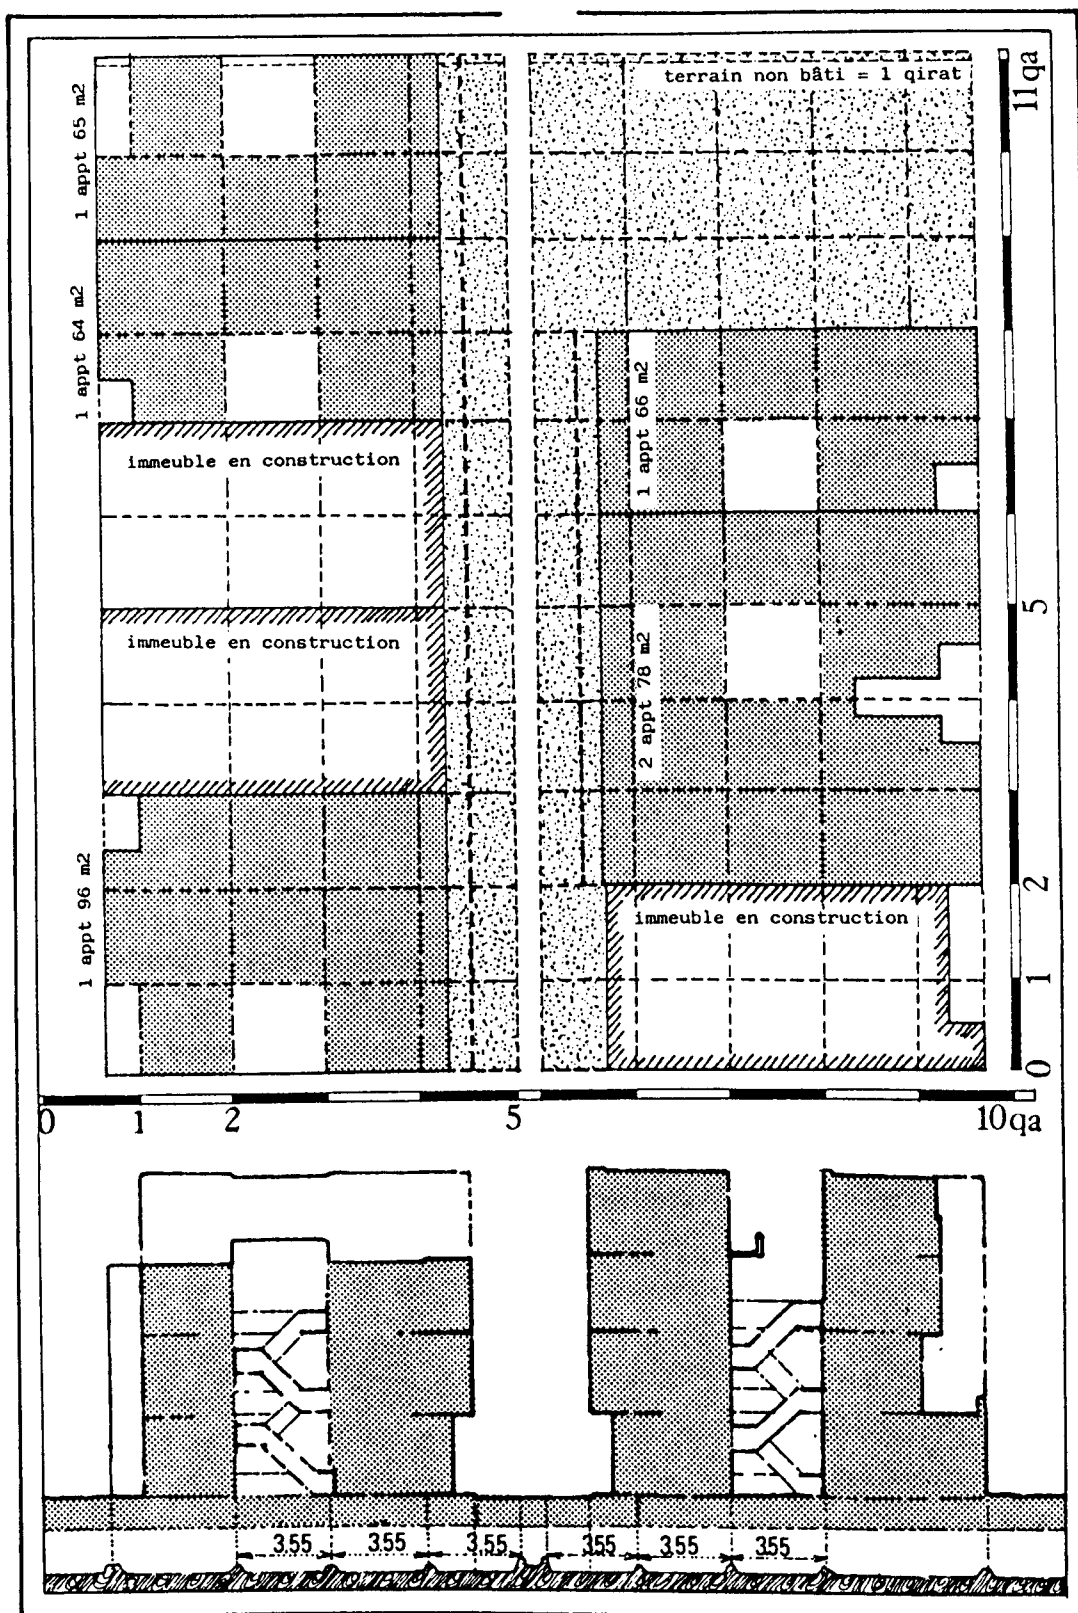 terrain non bâti = 1 qirat
11qa
1 appt 65 m2
1 appt 64 m2
1 appt 66 m2
immeuble en construction
immeuble en construction
5
2 appt 78 m2
1 appt 96 m2
2
immeuble en construction
1
0
0 1 2 5 10qa
3.55 3.55 3.55 3.55 3.55 3.55